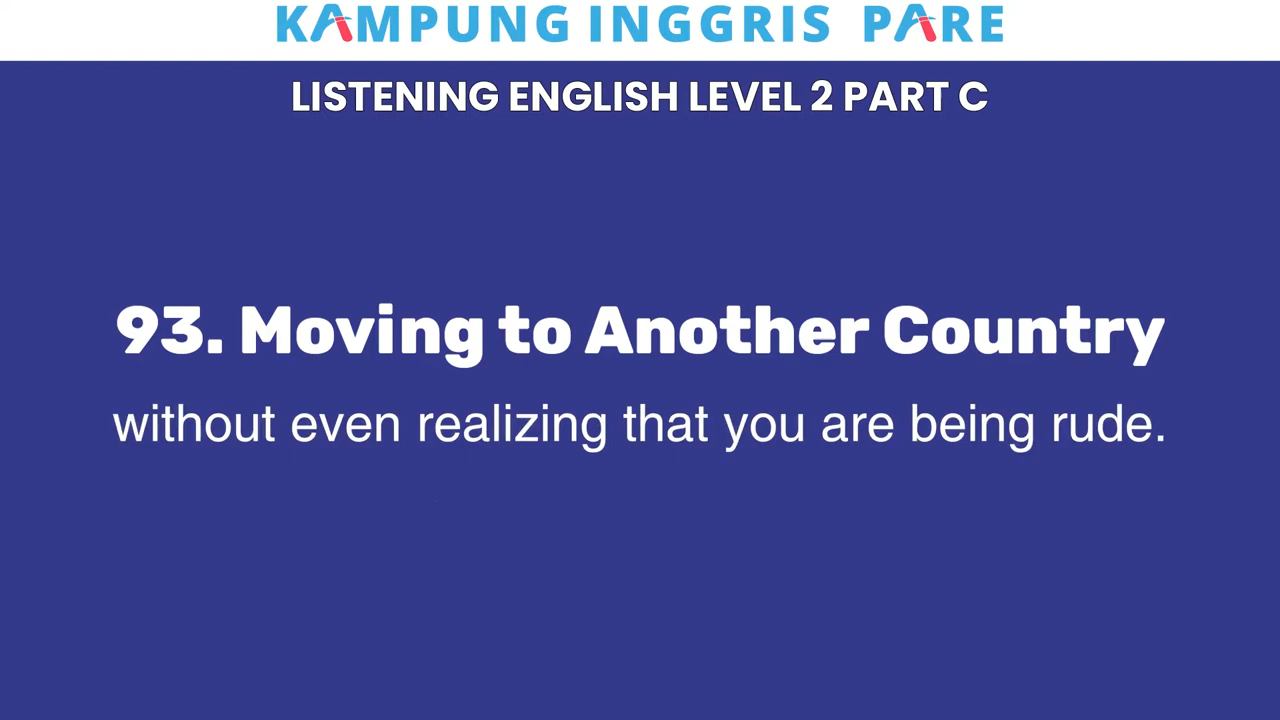 KAMPUNG INGGRIS PARE
LISTENING ENGLISH LEVEL 2 PART C
93. Moving to Another Country
without even realizing that you are being rude.